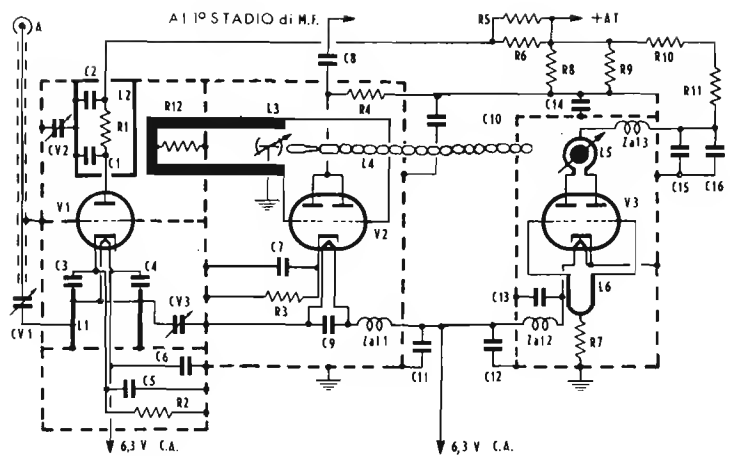 A
A1 1° STADIO di M.F.
+AT
R5
R6
R8
R9
R10
R11
C8
R4
C2
L2
R1
C1
CV2
R12
L3
L4
C10
C14
Za13
L5
C15
C16
V1
V2
V3
C3
C4
C7
R3
C13
L6
CV1
L1
CV3
C9
Za11
Za12
R7
C6
C5
R2
C11
C12
6,3 V C.A.
6,3 V C.A.